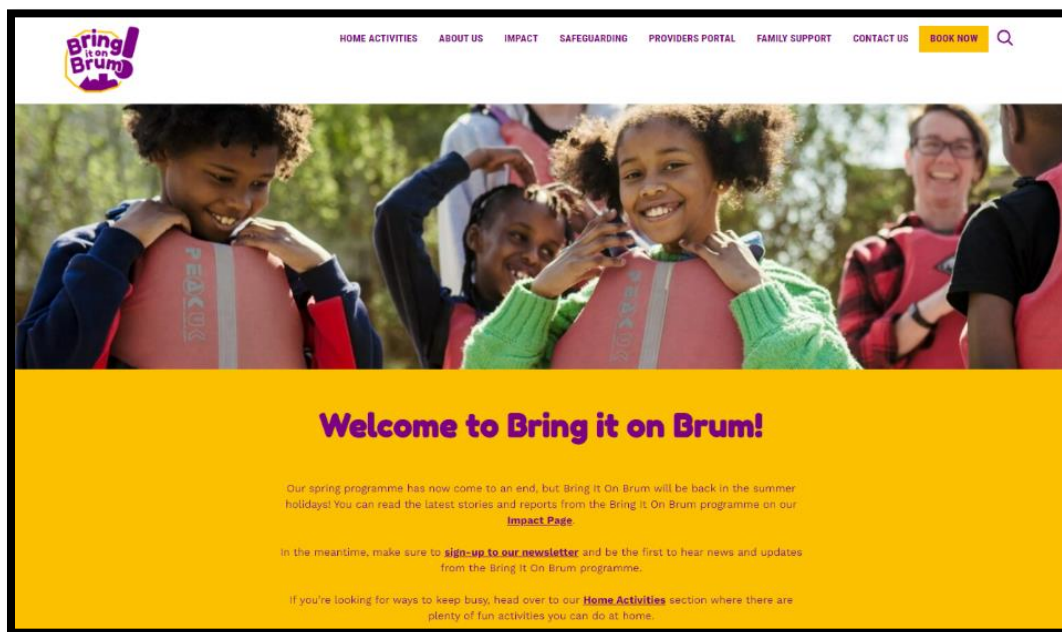 Bring
it on
Brum!
HOME ACTIVITIES ABOUT US IMPACT SAFEGUARDING PROVIDERS PORTAL FAMILY SUPPORT CONTACT US BOOK NOW
PEAK UK
PEAK UK
Welcome to Bring it on Brum!
Our spring programme has now come to an end, but Bring It On Brum will be back in the summer
holidays! You can read the latest stories and reports from the Bring It On Brum programme on our
Impact Page.
In the meantime, make sure to sign-up to our newsletter and be the first to hear news and updates
from the Bring It On Brum programme.
If you're looking for ways to keep busy, head over to our Home Activities section where there are
plenty of fun activities you can do at home.